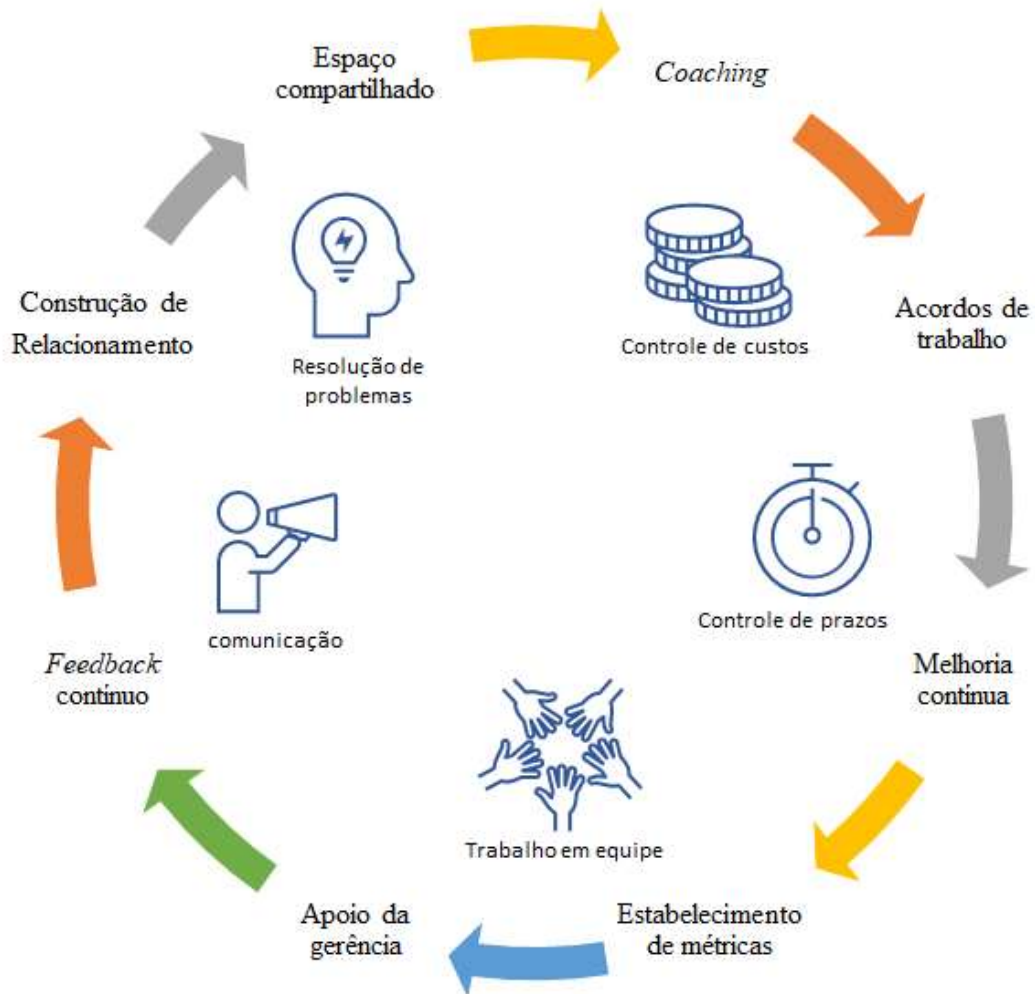 Espaço
compartilhado
Coaching
Acordos de
trabalho
Melhoria
contínua
Estabelecimento
de métricas
Apoio da
gerência
Feedback
contínuo
Construção de
Relacionamento
Resolução de
problemas
Controle de custos
Controle de prazos
Trabalho em equipe
comunicação